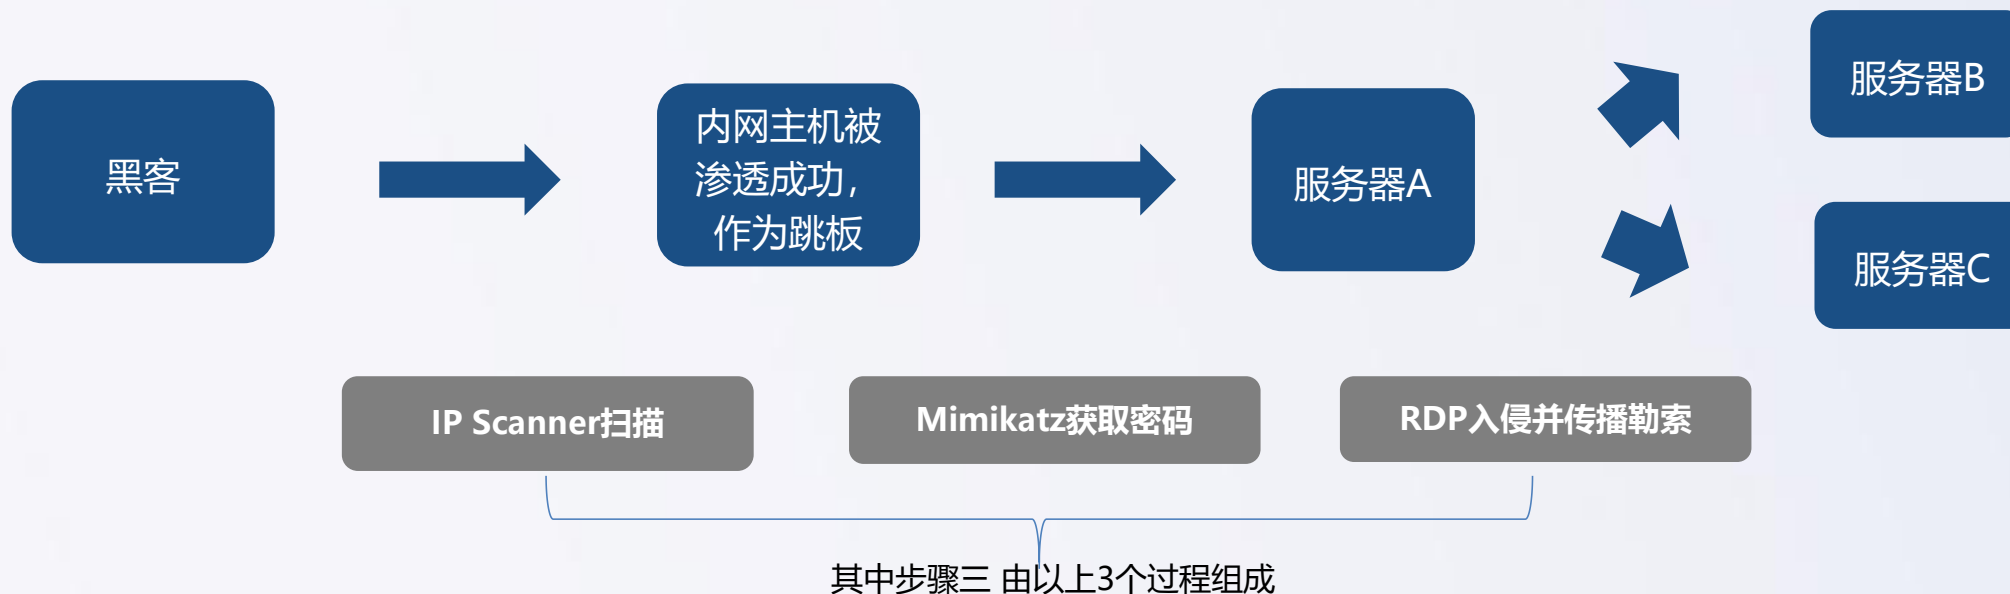 黑客
内网主机被
渗透成功，
作为跳板
服务器A
服务器B
服务器C
IP Scanner扫描
Mimikatz获取密码
RDP入侵并传播勒索
其中步骤三 由以上3个过程组成